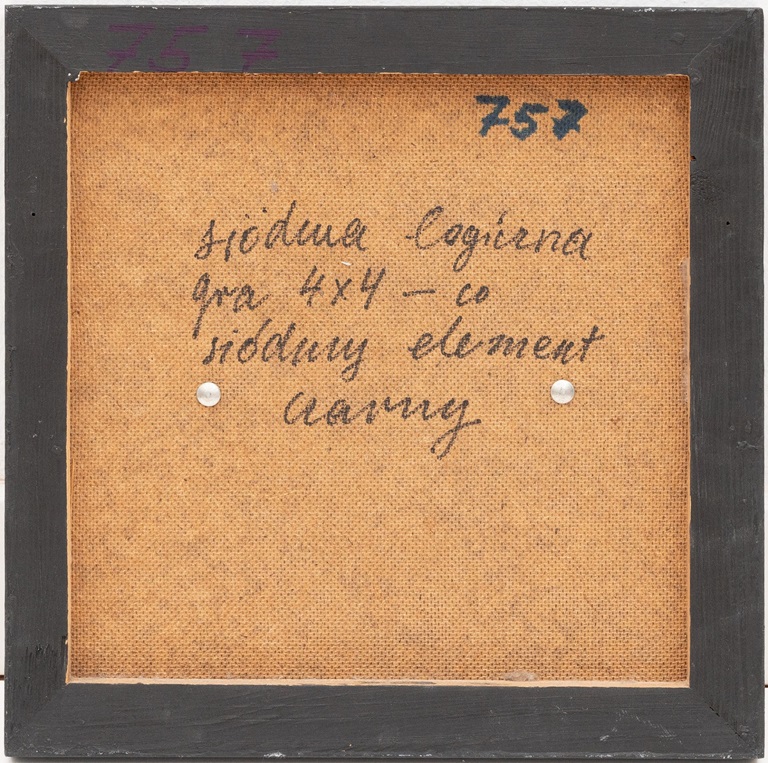 757
757
siódma logiczna
gra 4x4 – co
siódmy element
czarny